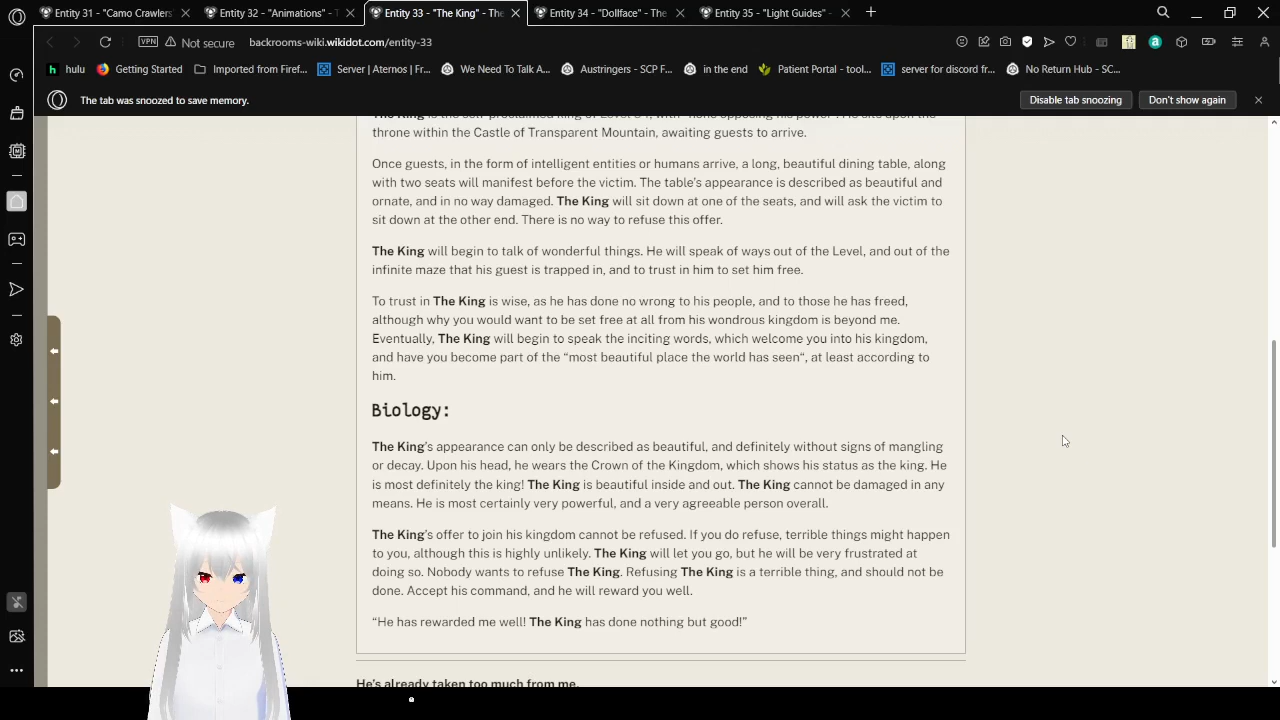 Entity 31 - "Camo Crawlers"
Entity 32 - "Animations" - T
Entity 33 - "The King" - The
Entity 34 - "Dollface" - The
Entity 35 - "Light Guides" -
VPN
Not secure
backrooms-wiki.wikidot.com/entity-33
hulu
Getting Started
Imported from Firef...
Server | Aternos | Fr...
We Need To Talk A...
Austringers - SCP F...
in the end
Patient Portal - tool...
server for discord fr...
No Return Hub - SC...
The tab was snoozed to save memory.
Disable tab snoozing
Don't show again
throne within the Castle of Transparent Mountain, awaiting guests to arrive.
Once guests, in the form of intelligent entities or humans arrive, a long, beautiful dining table, along
with two seats will manifest before the victim. The table's appearance is described as beautiful and
ornate, and in no way damaged. The King will sit down at one of the seats, and will ask the victim to
sit down at the other end. There is no way to refuse this offer.
The King will begin to talk of wonderful things. He will speak of ways out of the Level, and out of the
infinite maze that his guest is trapped in, and to trust in him to set him free.
To trust in The King is wise, as he has done no wrong to his people, and to those he has freed,
although why you would want to be set free at all from his wondrous kingdom is beyond me.
Eventually, The King will begin to speak the inciting words, which welcome you into his kingdom,
and have you become part of the “most beautiful place the world has seen“, at least according to
him.
Biology:
The King’s appearance can only be described as beautiful, and definitely without signs of mangling
or decay. Upon his head, he wears the Crown of the Kingdom, which shows his status as the king. He
is most definitely the king! The King is beautiful inside and out. The King cannot be damaged in any
means. He is most certainly very powerful, and a very agreeable person overall.
The King’s offer to join his kingdom cannot be refused. If you do refuse, terrible things might happen
to you, although this is highly unlikely. The King will let you go, but he will be very frustrated at
doing so. Nobody wants to refuse The King. Refusing The King is a terrible thing, and should not be
done. Accept his command, and he will reward you well.
“He has rewarded me well! The King has done nothing but good!”
He's already taken too much from me.